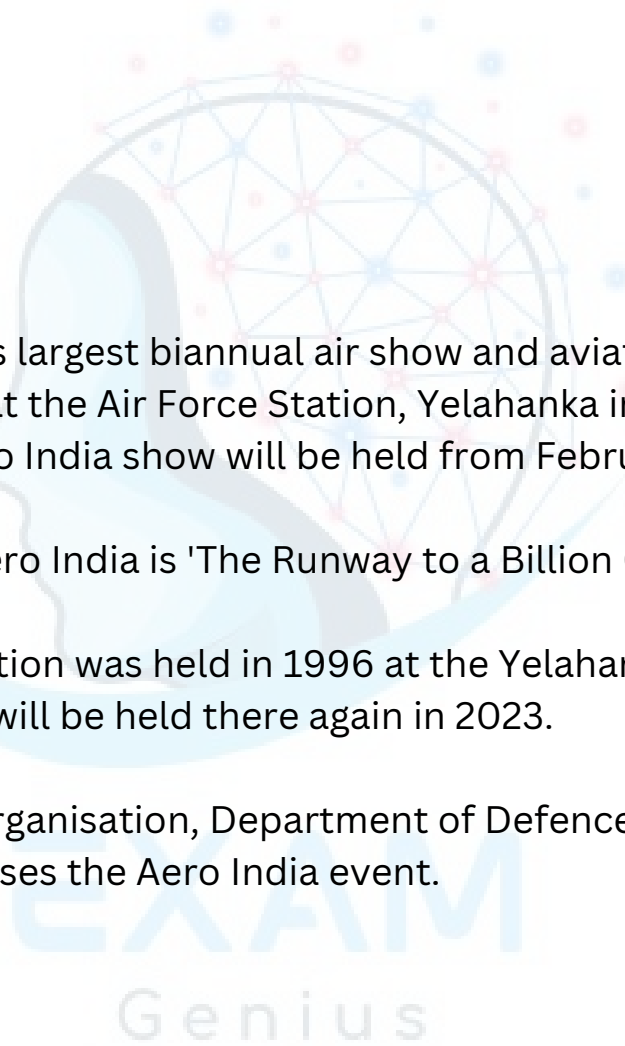 s largest biannual air show and aviat
at the Air Force Station, Yelahanka i
o India show will be held from Febru
ero India is 'The Runway to a Billion
tion was held in 1996 at the Yelahan
will be held there again in 2023.
rganisation, Department of Defence
ses the Aero India event.
EXAM
Genius